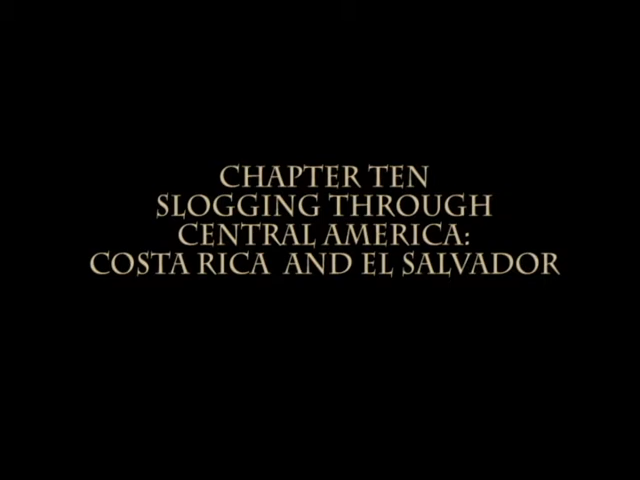 CHAPTER TEN
SLOGGING THROUGH
CENTRAL AMERICA:
COSTA RICA  AND EL SALVADOR